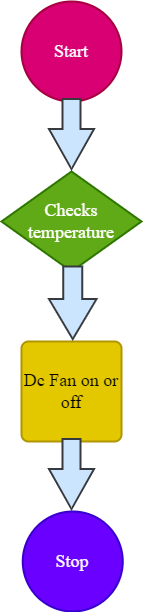 Start
Checks
temperature
Dc Fan on or
off
Stop